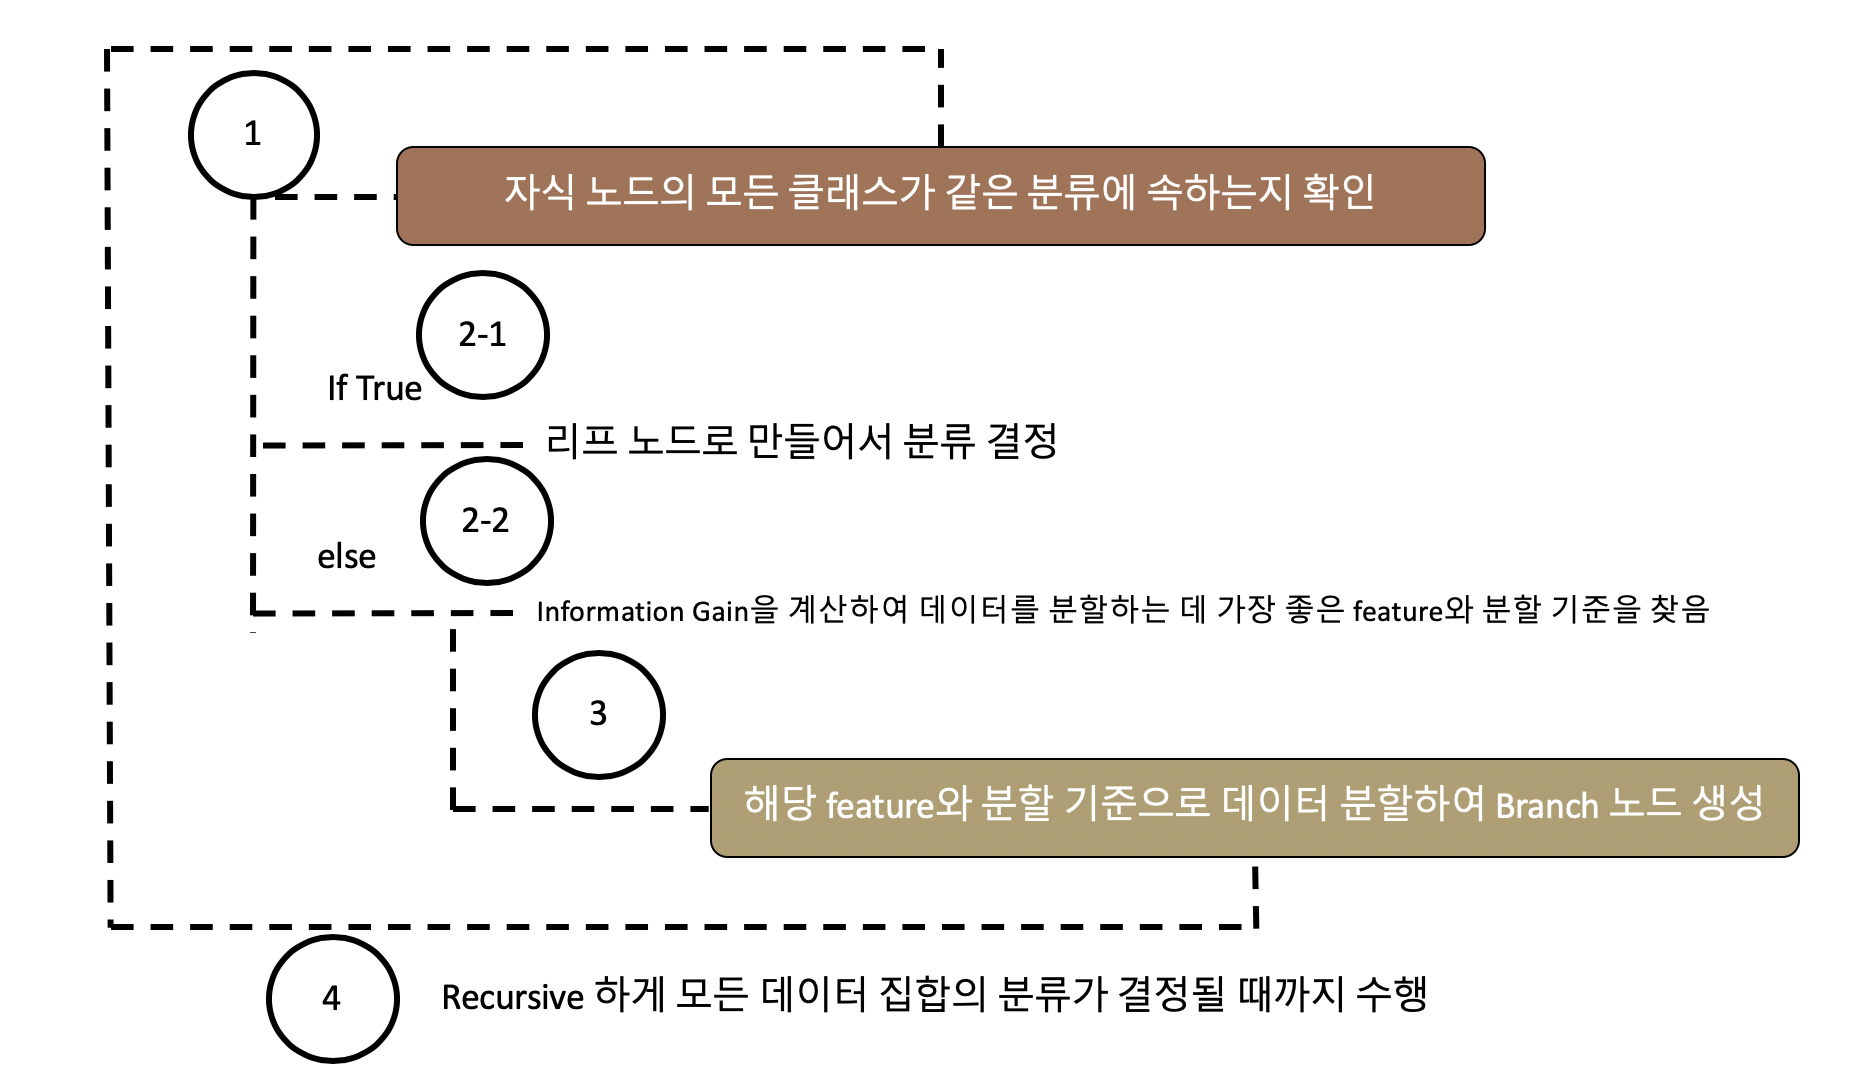 1
자식 노드의 모든 클래스가 같은 분류에 속하는지 확인
2-1
If True
리프 노드로 만들어서 분류 결정
2-2
else
Information Gain을 계산하여 데이터를 분할하는 데 가장 좋은 feature와 분할 기준을 찾음
3
해당 feature와 분할 기준으로 데이터 분할하여 Branch 노드 생성
4
Recursive 하게 모든 데이터 집합의 분류가 결정될 때까지 수행